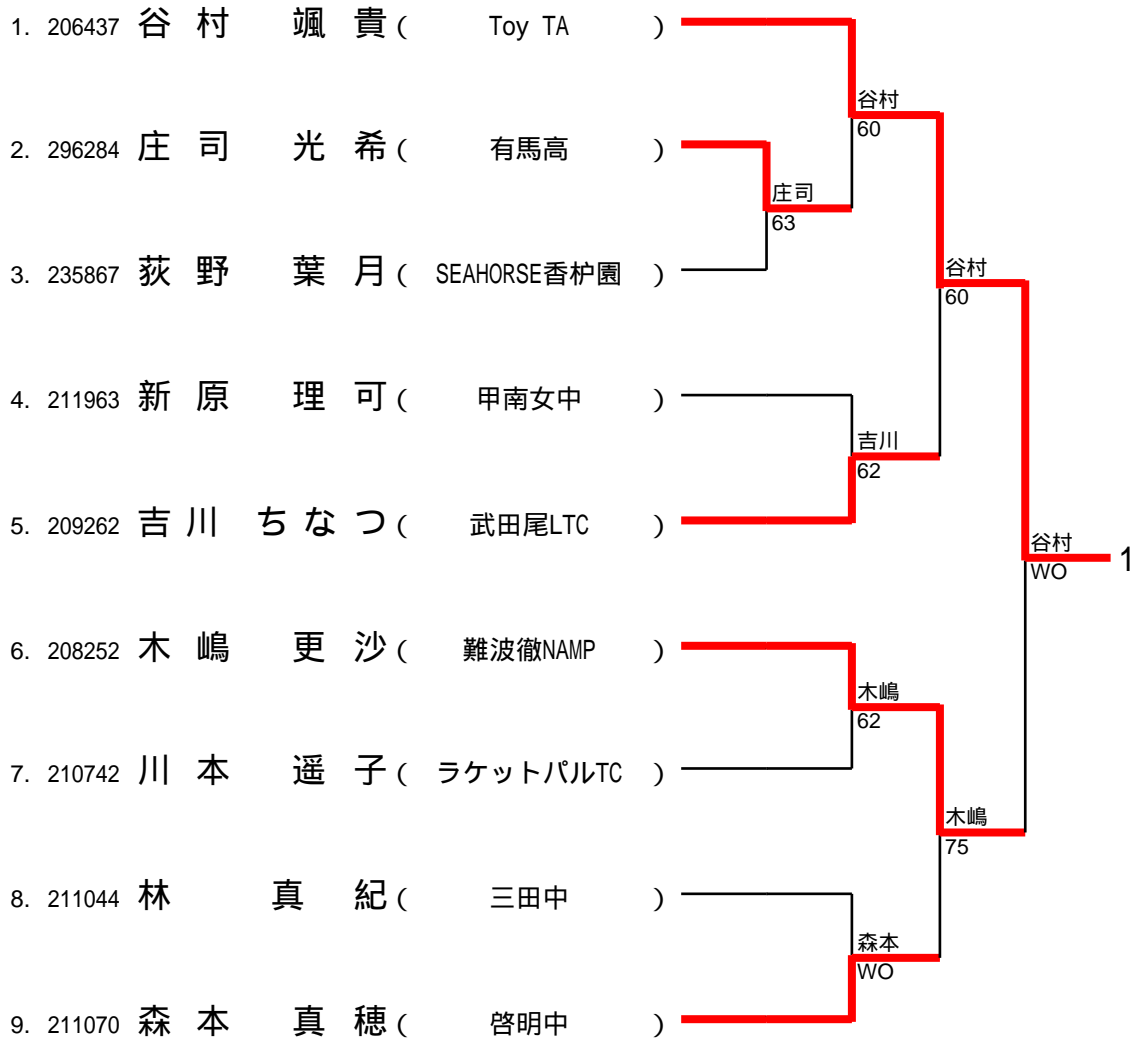 1. 206437 谷村 颯貴 ( Toy TA )
谷村
60
2. 296284 庄司 光希 ( 有馬高 )
庄司
63
3. 235867 荻野 葉月 ( SEAHORSE香枦園 )
谷村
60
4. 211963 新原 理可 ( 甲南女中 )
吉川
62
5. 209262 吉川 ちなつ ( 武田尾LTC )
谷村
WO
1
6. 208252 木嶋 更沙 ( 難波徹NAMP )
木嶋
62
7. 210742 川本 遥子 ( ラケットパルTC )
木嶋
75
8. 211044 林 真紀 ( 三田中 )
森本
WO
9. 211070 森本 真穂 ( 啓明中 )